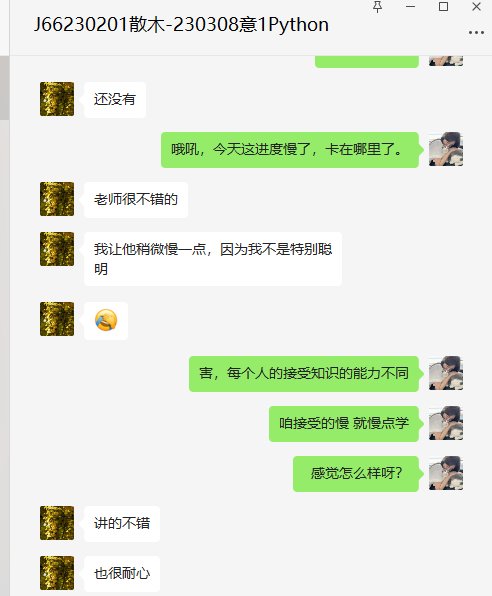 J66230201散木-230308意1Python
还没有
哦吼，今天这进度慢了，卡在哪里了。
老师很不错的
我让他稍微慢一点，因为我不是特别聪
明
害，每个人的接受知识的能力不同
咱接受的慢 就慢点学
感觉怎么样呀？
讲的不错
也很耐心